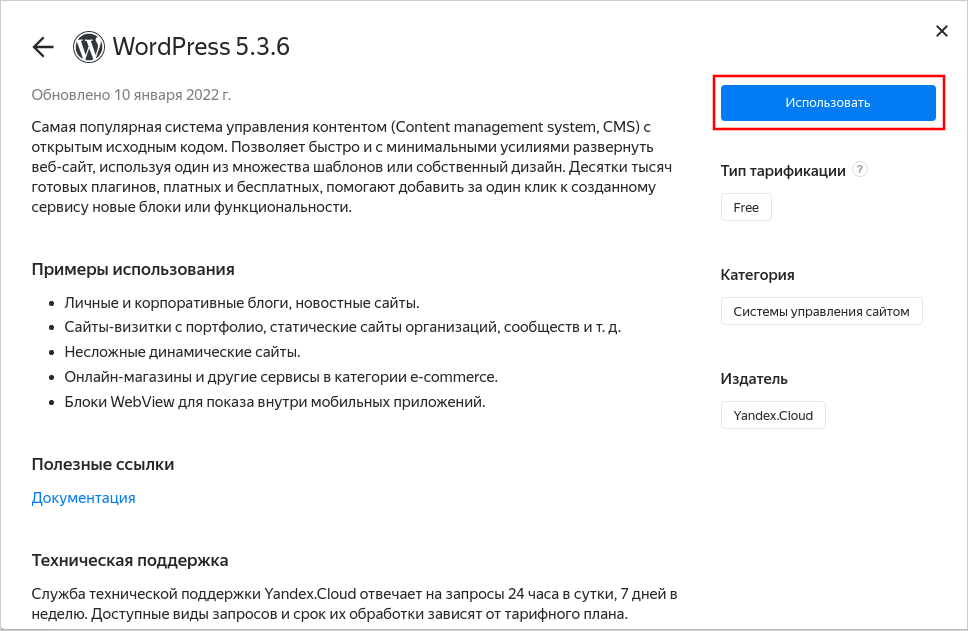 WordPress 5.3.6
Обновлено 10 января 2022 г.
Самая популярная система управления контентом (Content management system, CMS) с
открытым исходным кодом. Позволяет быстро и с минимальными усилиями развернуть
веб-сайт, используя один из множества шаблонов или собственный дизайн. Десятки тысяч
готовых плагинов, платных и бесплатных, помогают добавить за один клик к созданному
сервису новые блоки или функциональности.
Примеры использования
• Личные и корпоративные блоги, новостные сайты.
• Сайты-визитки с портфолио, статические сайты организаций, сообществ и т. д.
• Несложные динамические сайты.
• Онлайн-магазины и другие сервисы в категории e-commerce.
• Блоки WebView для показа внутри мобильных приложений.
Полезные ссылки
Документация
Техническая поддержка
Служба технической поддержки Yandex.Cloud отвечает на запросы 24 часа в сутки, 7 дней в
неделю. Доступные виды запросов и срок их обработки зависят от тарифного плана.
Использовать
Тип тарификации ?
Free
Категория
Системы управления сайтом
Издатель
Yandex.Cloud